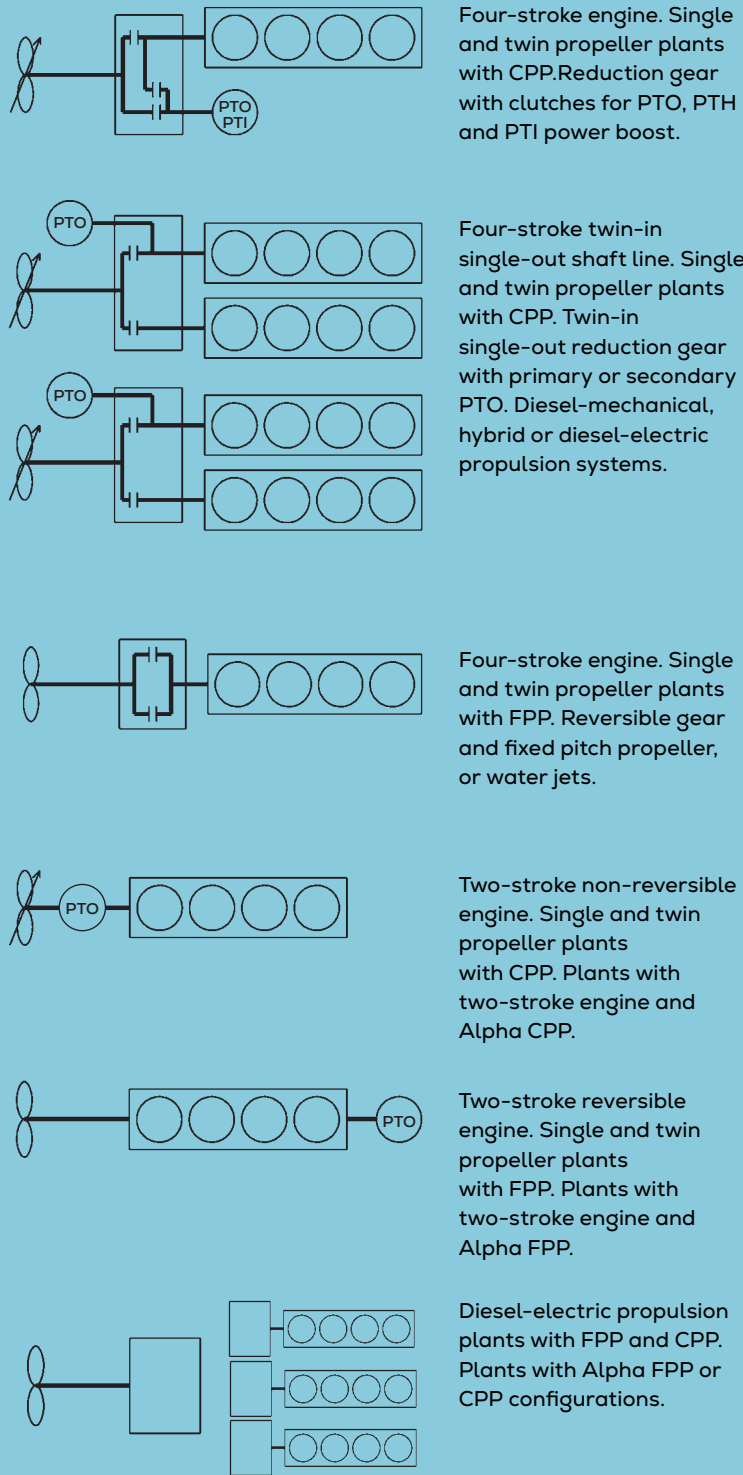 Four-stroke engine. Single
and twin propeller plants
with CPP.Reduction gear
with clutches for PTO, PTH
and PTI power boost.
PTO
PTI
PTO
Four-stroke twin-in
single-out shaft line. Single
and twin propeller plants
with CPP. Twin-in
single-out reduction gear
with primary or secondary
PTO. Diesel-mechanical,
hybrid or diesel-electric
propulsion systems.
PTO
Four-stroke engine. Single
and twin propeller plants
with FPP. Reversible gear
and fixed pitch propeller,
or water jets.
PTO
Two-stroke non-reversible
engine. Single and twin
propeller plants
with CPP. Plants with
two-stroke engine and
Alpha CPP.
PTO
Two-stroke reversible
engine. Single and twin
propeller plants
with FPP. Plants with
two-stroke engine and
Alpha FPP.
Diesel-electric propulsion
plants with FPP and CPP.
Plants with Alpha FPP or
CPP configurations.